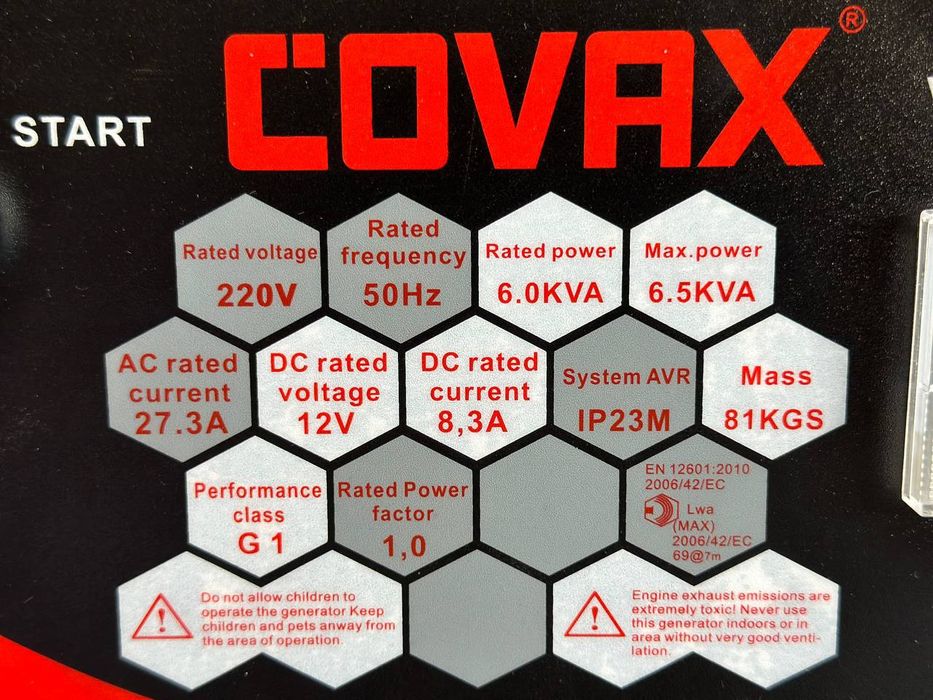 COVAX®
START
Rated voltage
220V
Rated
frequency
50Hz
Rated power
6.0KVA
Max.power
6.5KVA
AC rated
current
27.3A
DC rated
voltage
12V
DC rated
current
8,3A
System AVR
IP23M
Mass
81KGS
Performance
class
G 1
Rated Power
factor
1,0
EN 12601:2010
2006/42/EC
Lwa
(MAX)
2006/42/EC
69@7m
Do not allow children to
operate the generator Keep
children and pets anway from
the area of operation.
Engine exhaust emissions are
extremely toxic! Never use
this generator indoors or in
area without very good venti-
lation.